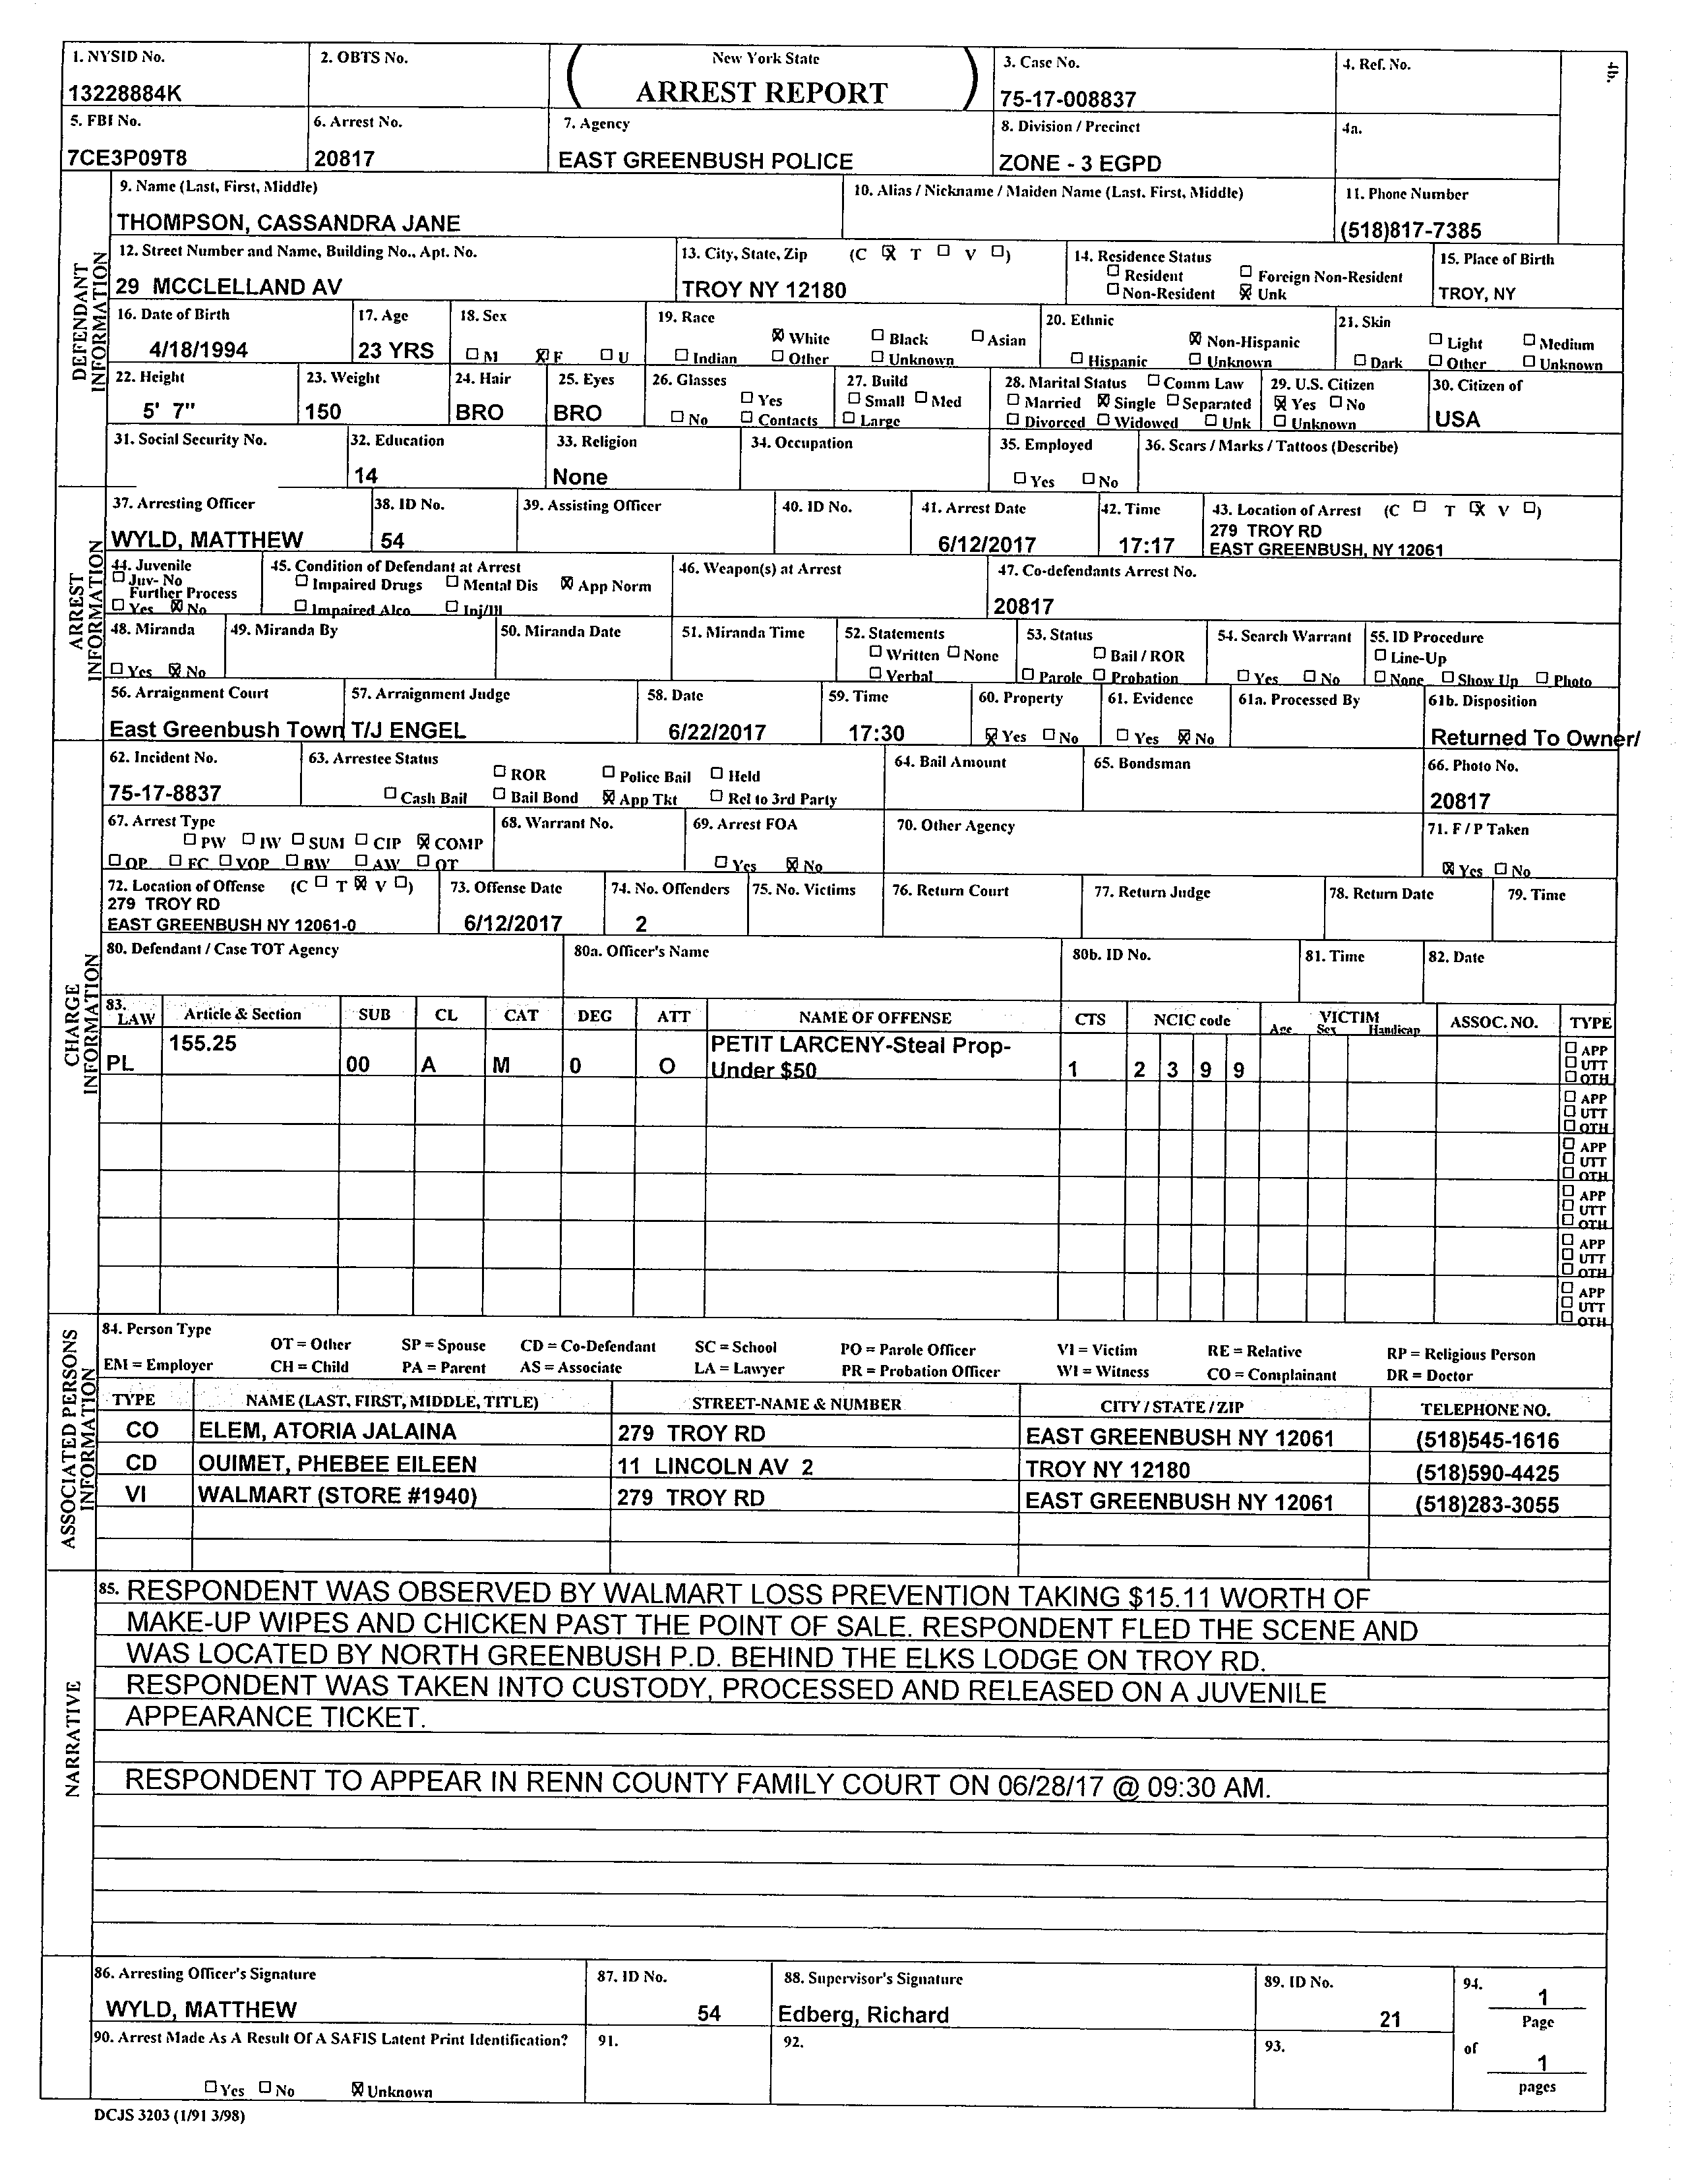 1. NYSID No. 2. OBTS No. New York State 3. Case No. 4. Ref. No. 4b.
13228884K ARREST REPORT 75-17-008837
5. FBI No. 6. Arrest No. 7. Agency 8. Division / Precinct 4a.
7CE3P09T8 20817 EAST GREENBUSH POLICE ZONE - 3 EGPD
DEFENDANT INFORMATION
9. Name (Last, First, Middle) 10. Alias / Nickname / Maiden Name (Last, First, Middle) 11. Phone Number
THOMPSON, CASSANDRA JANE (518)817-7385
12. Street Number and Name, Building No., Apt. No. 13. City, State, Zip (C ☒ T ☐ V ☐) 14. Residence Status 15. Place of Birth
☐ Resident ☐ Foreign Non-Resident
29 MCCLELLAND AV TROY NY 12180 ☐ Non-Resident ☒ Unk TROY, NY
16. Date of Birth 17. Age 18. Sex 19. Race 20. Ethnic 21. Skin
☒ White ☐ Black ☐ Asian ☒ Non-Hispanic ☐ Light ☐ Medium
4/18/1994 23 YRS ☐ M ☒ F ☐ U ☐ Indian ☐ Other ☐ Unknown ☐ Hispanic ☐ Unknown ☐ Dark ☐ Other ☐ Unknown
22. Height 23. Weight 24. Hair 25. Eyes 26. Glasses 27. Build 28. Marital Status ☐ Comm Law 29. U.S. Citizen 30. Citizen of
☐ Yes ☐ Small ☐ Med ☐ Married ☒ Single ☐ Separated ☒ Yes ☐ No
5' 7" 150 BRO BRO ☐ No ☐ Contacts ☐ Large ☐ Divorced ☐ Widowed ☐ Unk ☐ Unknown USA
31. Social Security No. 32. Education 33. Religion 34. Occupation 35. Employed 36. Scars / Marks / Tattoos (Describe)
14 None ☐ Yes ☐ No
ARREST INFORMATION
37. Arresting Officer 38. ID No. 39. Assisting Officer 40. ID No. 41. Arrest Date 42. Time 43. Location of Arrest (C ☐ T ☒ V ☐)
279 TROY RD
WYLD, MATTHEW 54 6/12/2017 17:17 EAST GREENBUSH, NY 12061
44. Juvenile 45. Condition of Defendant at Arrest 46. Weapon(s) at Arrest 47. Co-defendants Arrest No.
☐ Juv- No Further Process ☐ Impaired Drugs ☐ Mental Dis ☒ App Norm
☐ Yes ☒ No ☐ Impaired Alco ☐ Inj/Ill 20817
48. Miranda 49. Miranda By 50. Miranda Date 51. Miranda Time 52. Statements 53. Status 54. Search Warrant 55. ID Procedure
☐ Written ☐ None ☐ Bail / ROR ☐ Line-Up
☐ Yes ☒ No ☐ Verbal ☐ Parole ☐ Probation ☐ Yes ☐ No ☐ None ☐ Show Up ☐ Photo
56. Arraignment Court 57. Arraignment Judge 58. Date 59. Time 60. Property 61. Evidence 61a. Processed By 61b. Disposition
East Greenbush Town T/J ENGEL 6/22/2017 17:30 ☒ Yes ☐ No ☐ Yes ☒ No Returned To Owner/
CHARGE INFORMATION
62. Incident No. 63. Arrestee Status 64. Bail Amount 65. Bondsman 66. Photo No.
☐ ROR ☐ Police Bail ☐ Held
75-17-8837 ☐ Cash Bail ☐ Bail Bond ☒ App Tkt ☐ Rel to 3rd Party 20817
67. Arrest Type 68. Warrant No. 69. Arrest FOA 70. Other Agency 71. F / P Taken
☐ PW ☐ IW ☐ SUM ☐ CIP ☒ COMP
☐ OP ☐ FC ☐ VOP ☐ BW ☐ AW ☐ OT ☐ Yes ☒ No ☒ Yes ☐ No
72. Location of Offense (C ☐ T ☒ V ☐) 73. Offense Date 74. No. Offenders 75. No. Victims 76. Return Court 77. Return Judge 78. Return Date 79. Time
279 TROY RD
EAST GREENBUSH NY 12061-0 6/12/2017 2
80. Defendant / Case TOT Agency 80a. Officer's Name 80b. ID No. 81. Time 82. Date
83. LAW Article & Section SUB CL CAT DEG ATT NAME OF OFFENSE CTS NCIC code VICTIM Age Sex Handicap ASSOC. NO. TYPE
155.25 PETIT LARCENY-Steal Prop-
PL 00 A M 0 O Under $50 1 2 3 9 9
☐ APP
☐ UTT
☐ OTH
☐ APP
☐ UTT
☐ OTH
☐ APP
☐ UTT
☐ OTH
☐ APP
☐ UTT
☐ OTH
☐ APP
☐ UTT
☐ OTH
☐ APP
☐ UTT
☐ OTH
ASSOCIATED PERSONS INFORMATION
84. Person Type
OT = Other SP = Spouse CD = Co-Defendant SC = School PO = Parole Officer VI = Victim RE = Relative RP = Religious Person
EM = Employer CH = Child PA = Parent AS = Associate LA = Lawyer PR = Probation Officer WI = Witness CO = Complainant DR = Doctor
TYPE NAME (LAST, FIRST, MIDDLE, TITLE) STREET-NAME & NUMBER CITY / STATE / ZIP TELEPHONE NO.
CO ELEM, ATORIA JALAINA 279 TROY RD EAST GREENBUSH NY 12061 (518)545-1616
CD OUIMET, PHEBEE EILEEN 11 LINCOLN AV 2 TROY NY 12180 (518)590-4425
VI WALMART (STORE #1940) 279 TROY RD EAST GREENBUSH NY 12061 (518)283-3055
NARRATIVE
85. RESPONDENT WAS OBSERVED BY WALMART LOSS PREVENTION TAKING $15.11 WORTH OF
MAKE-UP WIPES AND CHICKEN PAST THE POINT OF SALE. RESPONDENT FLED THE SCENE AND
WAS LOCATED BY NORTH GREENBUSH P.D. BEHIND THE ELKS LODGE ON TROY RD.
RESPONDENT WAS TAKEN INTO CUSTODY, PROCESSED AND RELEASED ON A JUVENILE
APPEARANCE TICKET.
RESPONDENT TO APPEAR IN RENN COUNTY FAMILY COURT ON 06/28/17 @ 09:30 AM.
86. Arresting Officer's Signature 87. ID No. 88. Supervisor's Signature 89. ID No. 94. 1
WYLD, MATTHEW 54 Edberg, Richard 21 Page
90. Arrest Made As A Result Of A SAFIS Latent Print Identification? 91. 92. 93. of 1
☐ Yes ☐ No ☒ Unknown pages
DCJS 3203 (1/91 3/98)